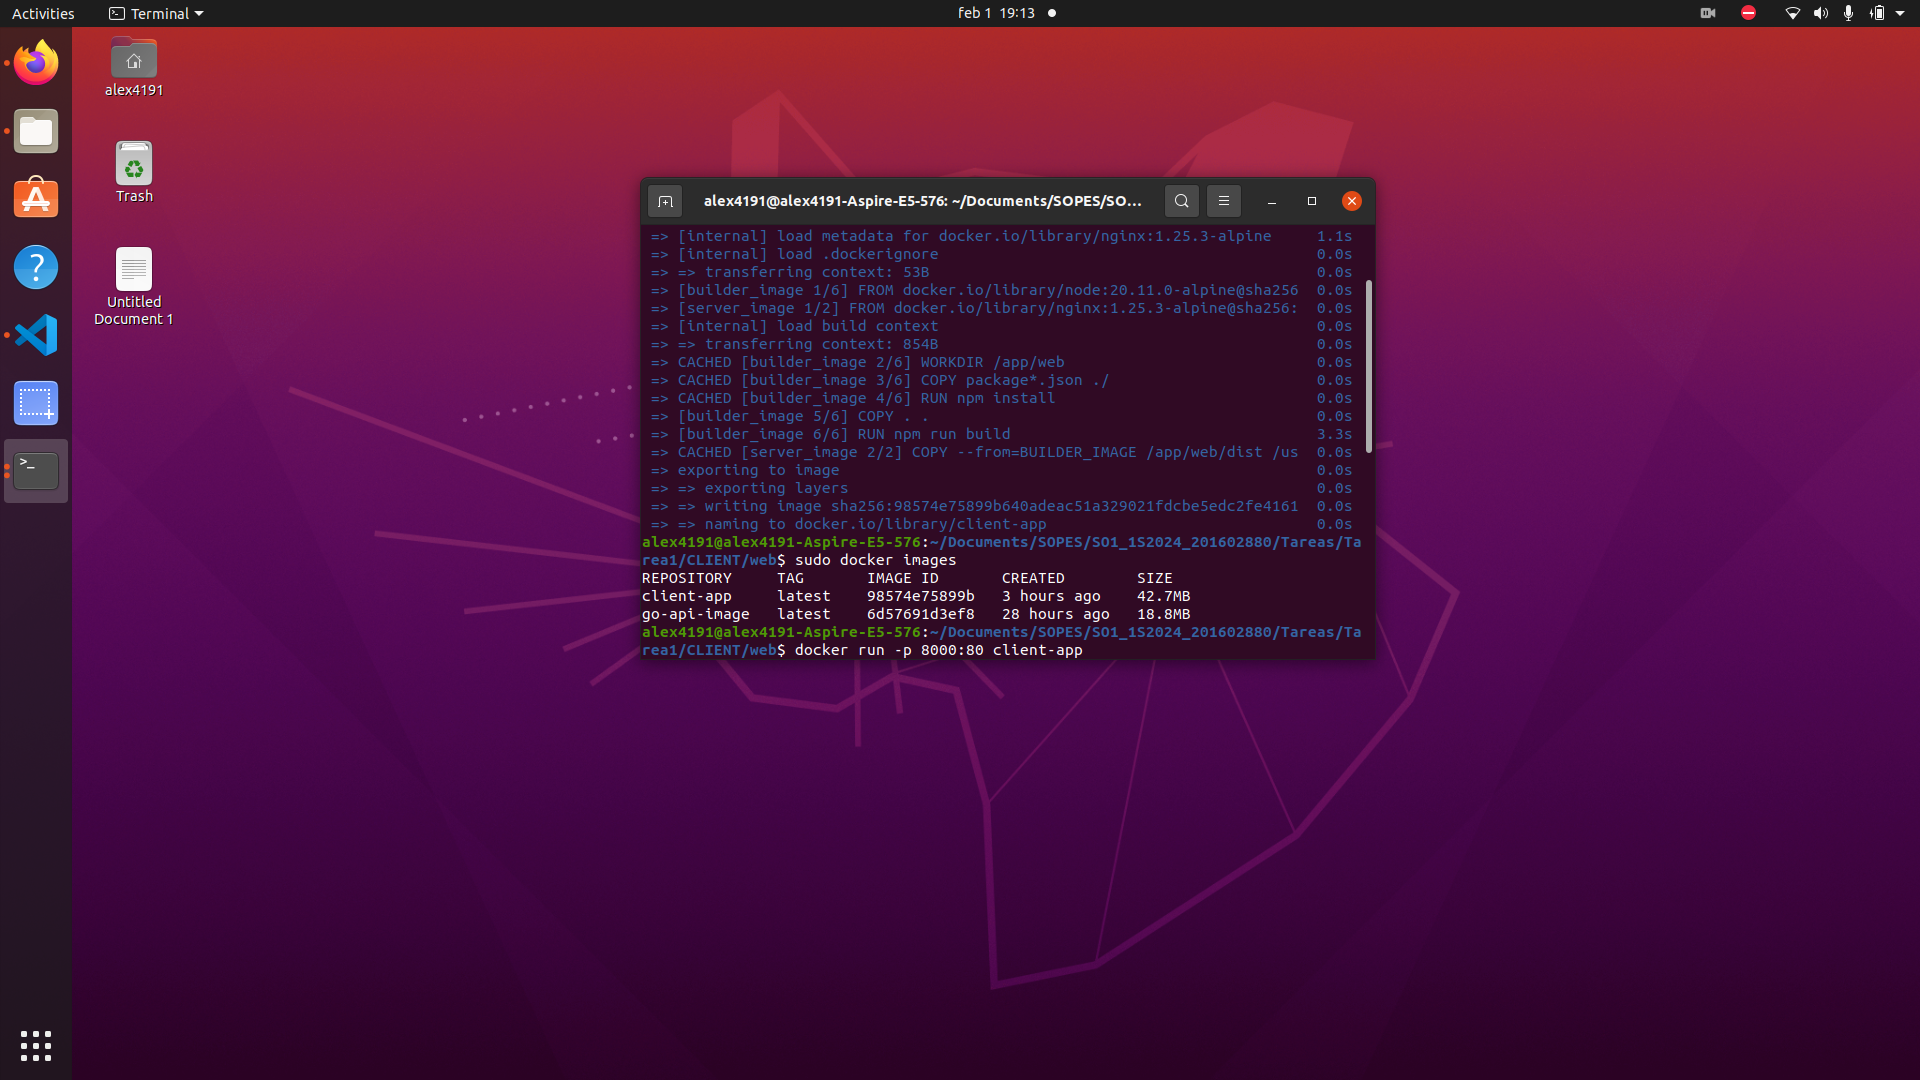 Activities
Terminal
feb 1 19:13
alex4191
Trash
Untitled
Document 1
alex4191@alex4191-Aspire-E5-576: ~/Documents/SOPES/SO...
=> [internal] load metadata for docker.io/library/nginx:1.25.3-alpine 1.1s
=> [internal] load .dockerignore 0.0s
=> => transferring context: 53B 0.0s
=> [builder_image 1/6] FROM docker.io/library/node:20.11.0-alpine@sha256 0.0s
=> [server_image 1/2] FROM docker.io/library/nginx:1.25.3-alpine@sha256: 0.0s
=> [internal] load build context 0.0s
=> => transferring context: 854B 0.0s
=> CACHED [builder_image 2/6] WORKDIR /app/web 0.0s
=> CACHED [builder_image 3/6] COPY package*.json ./ 0.0s
=> CACHED [builder_image 4/6] RUN npm install 0.0s
=> [builder_image 5/6] COPY . . 0.0s
=> [builder_image 6/6] RUN npm run build 3.3s
=> CACHED [server_image 2/2] COPY --from=BUILDER_IMAGE /app/web/dist /us 0.0s
=> exporting to image 0.0s
=> => exporting layers 0.0s
=> => writing image sha256:98574e75899b640adeac51a329021fdcbe5edc2fe4161 0.0s
=> => naming to docker.io/library/client-app 0.0s
alex4191@alex4191-Aspire-E5-576:~/Documents/SOPES/SO1_1S2024_201602880/Tareas/Ta
rea1/CLIENT/web$ sudo docker images
REPOSITORY TAG IMAGE ID CREATED SIZE
client-app latest 98574e75899b 3 hours ago 42.7MB
go-api-image latest 6d57691d3ef8 28 hours ago 18.8MB
alex4191@alex4191-Aspire-E5-576:~/Documents/SOPES/SO1_1S2024_201602880/Tareas/Ta
rea1/CLIENT/web$ docker run -p 8000:80 client-app